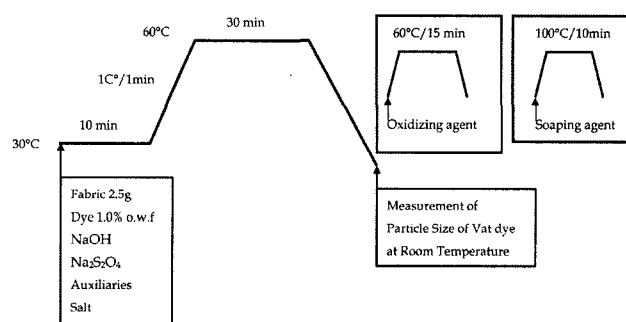 60°C
30 min
1C°/1min
10 min
30°C
Fabric 2.5g
Dye 1.0% o.w.f
NaOH
Na₂S₂O₄
Auxiliaries
Salt
Measurement of
Particle Size of Vat dye
at Room Temperature
60°C/15 min
Oxidizing agent
100°C/10min
Soaping agent